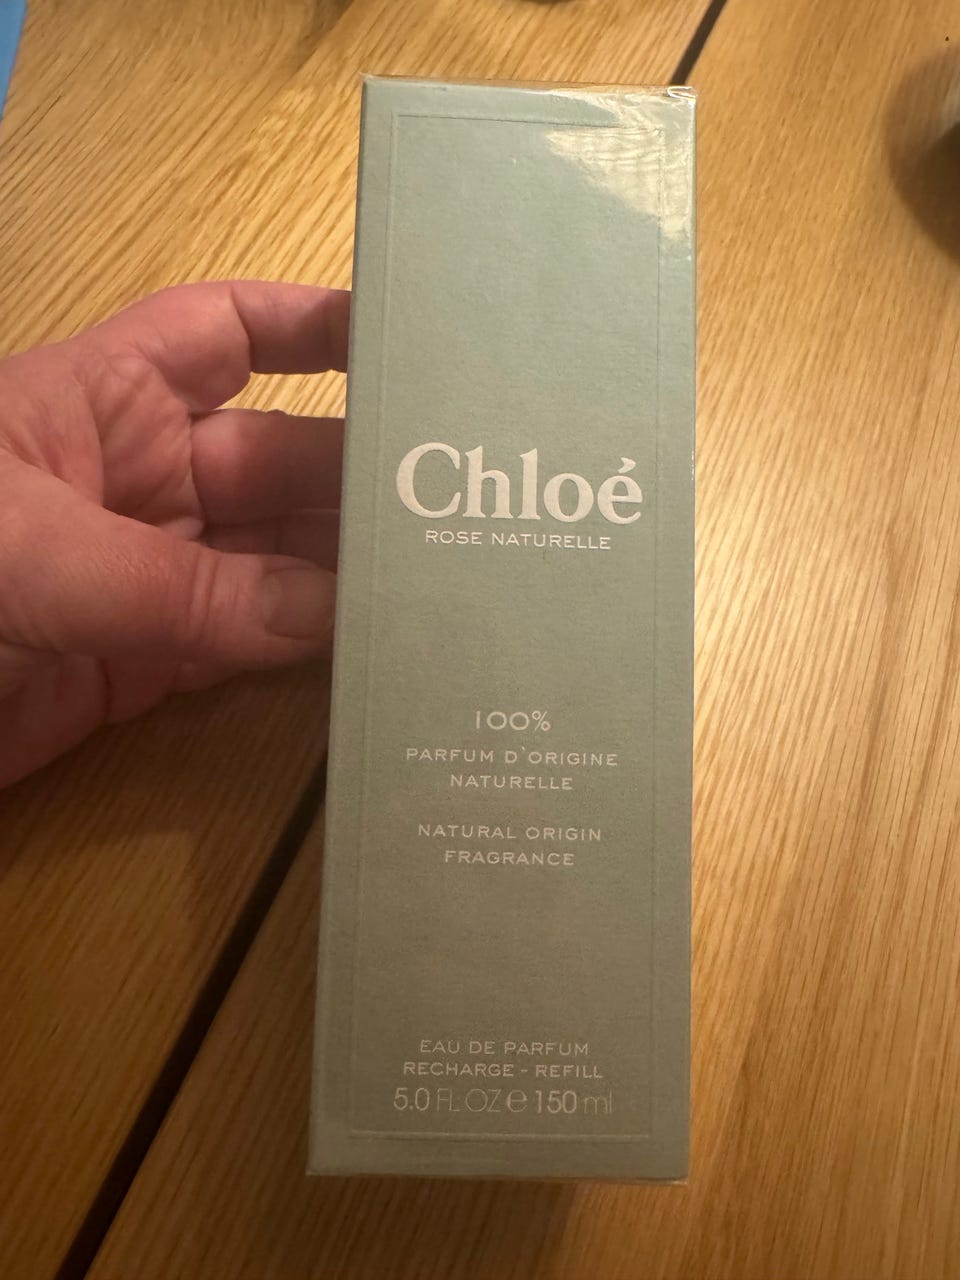 Chloé
ROSE NATURELLE
100%
PARFUM D'ORIGINE
NATURELLE
NATURAL ORIGIN
FRAGRANCE
EAU DE PARFUM
RECHARGE - REFILL
5.0 FL OZ ℮ 150 ml